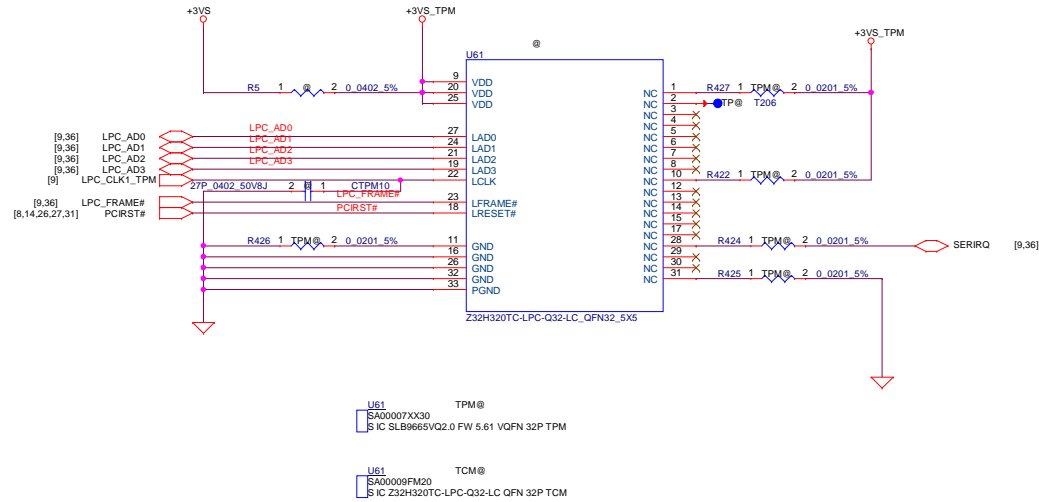 +3VS
+3VS_TPM
@
+3VS_TPM
U61
R5 1 @ 2 0_0402_5%
9 VDD
20 VDD
25 VDD
NC 1 R427 1 TPM@ 2 0_0201_5%
NC 2 TP@ T206
NC 3
NC 4
NC 5
NC 6
NC 7
NC 8
NC 10 R422 1 2 0_0201_5%
NC 12
NC 13
NC 14
NC 15
NC 17
NC 28 R424 1 TPM@ 2 0_0201_5% SERIRQ [9,36]
NC 29
NC 30
NC 31 R425 1 TPM@ 2 0_0201_5%
[9,36] LPC_AD0 LPC_AD0 27 LAD0
[9,36] LPC_AD1 LPC_AD1 24 LAD1
[9,36] LPC_AD2 LPC_AD2 21 LAD2
[9,36] LPC_AD3 LPC_AD3 19 LAD3
[9] LPC_CLK1_TPM 22 LCLK
27P_0402_50V8J 2 @ 1 CTPM10
[9,36] LPC_FRAME# LPC_FRAME# 23 LFRAME#
[8,14,26,27,31] PCIRST# PCIRST# 18 LRESET#
R426 1 TPM@ 2 0_0201_5% 11 GND
16 GND
26 GND
32 GND
33 PGND
Z32H320TC-LPC-Q32-LC_QFN32_5X5
U61 TPM@
SA00007XX30
S IC SLB9665VQ2.0 FW 5.61 VQFN 32P TPM
U61 TCM@
SA00009FM20
S IC Z32H320TC-LPC-Q32-LC QFN 32P TCM